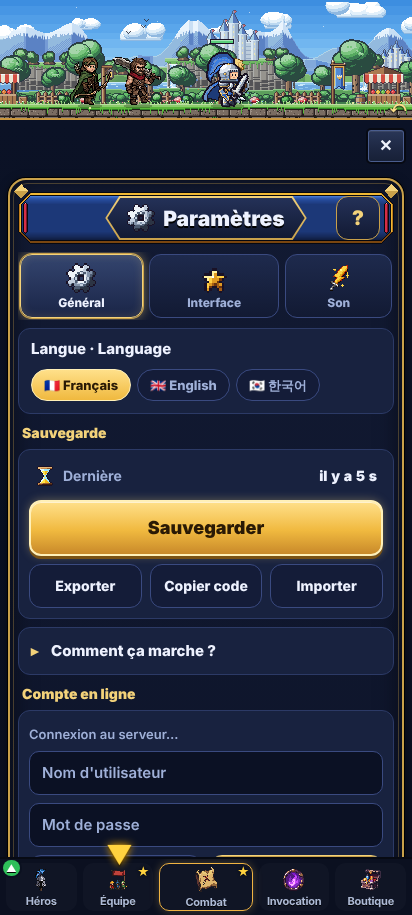 ×
Paramètres
?
Général
Interface
Son
Langue · Language
Français
English
한국어
Sauvegarde
Dernière
il y a 5 s
Sauvegarder
Exporter
Copier code
Importer
Comment ça marche ?
Compte en ligne
Connexion au serveur...
Nom d'utilisateur
Mot de passe
Héros
Équipe
Combat
Invocation
Boutique